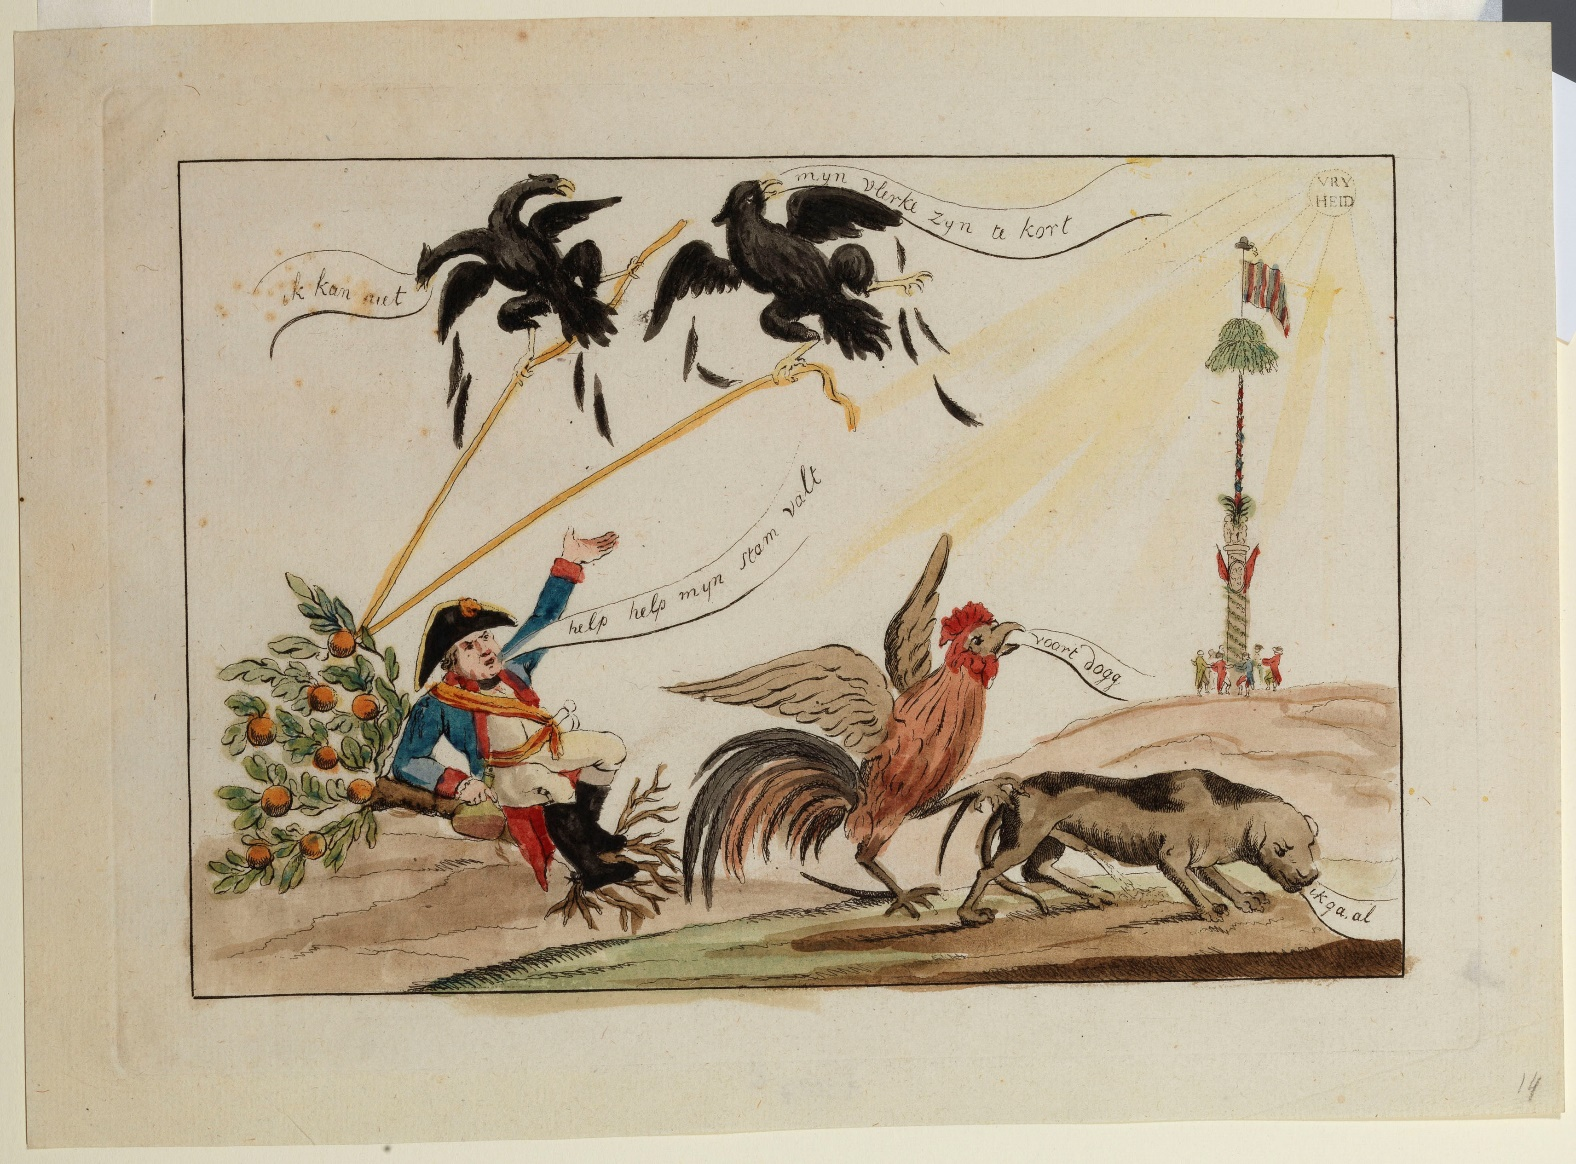 myn vlerke zyn te kort
VRY
HEID
ik kan niet
help help myn stam valt
voort dogg
ik ga al
14